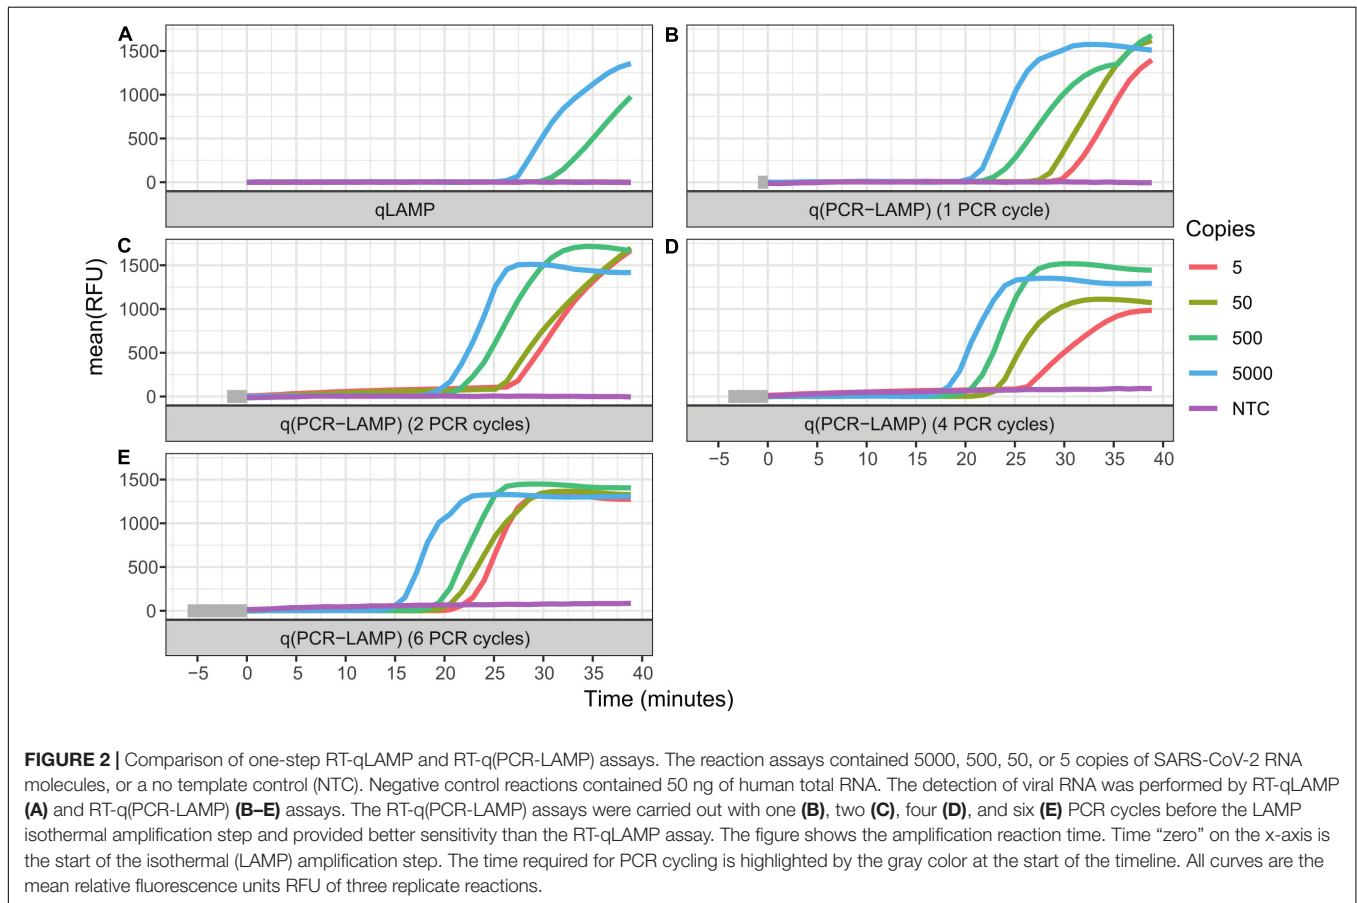 A
B
1500
1000
500
0
qLAMP
q(PCR−LAMP) (1 PCR cycle)
Copies
5
50
500
5000
NTC
C
D
mean(RFU)
1500
1000
500
0
q(PCR−LAMP) (2 PCR cycles)
q(PCR−LAMP) (4 PCR cycles)
−5 0 5 10 15 20 25 30 35 40
E
1500
1000
500
0
q(PCR−LAMP) (6 PCR cycles)
−5 0 5 10 15 20 25 30 35 40
Time (minutes)
FIGURE 2 | Comparison of one-step RT-qLAMP and RT-q(PCR-LAMP) assays. The reaction assays contained 5000, 500, 50, or 5 copies of SARS-CoV-2 RNA
molecules, or a no template control (NTC). Negative control reactions contained 50 ng of human total RNA. The detection of viral RNA was performed by RT-qLAMP
(A) and RT-q(PCR-LAMP) (B–E) assays. The RT-q(PCR-LAMP) assays were carried out with one (B), two (C), four (D), and six (E) PCR cycles before the LAMP
isothermal amplification step and provided better sensitivity than the RT-qLAMP assay. The figure shows the amplification reaction time. Time “zero” on the x-axis is
the start of the isothermal (LAMP) amplification step. The time required for PCR cycling is highlighted by the gray color at the start of the timeline. All curves are the
mean relative fluorescence units RFU of three replicate reactions.